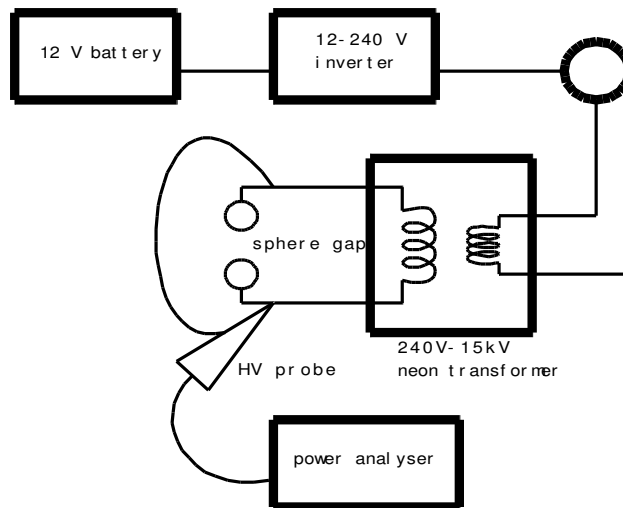 12 V battery
12-240 V
inverter
sphere gap
240V-15kV
neon transformer
HV probe
power analyser